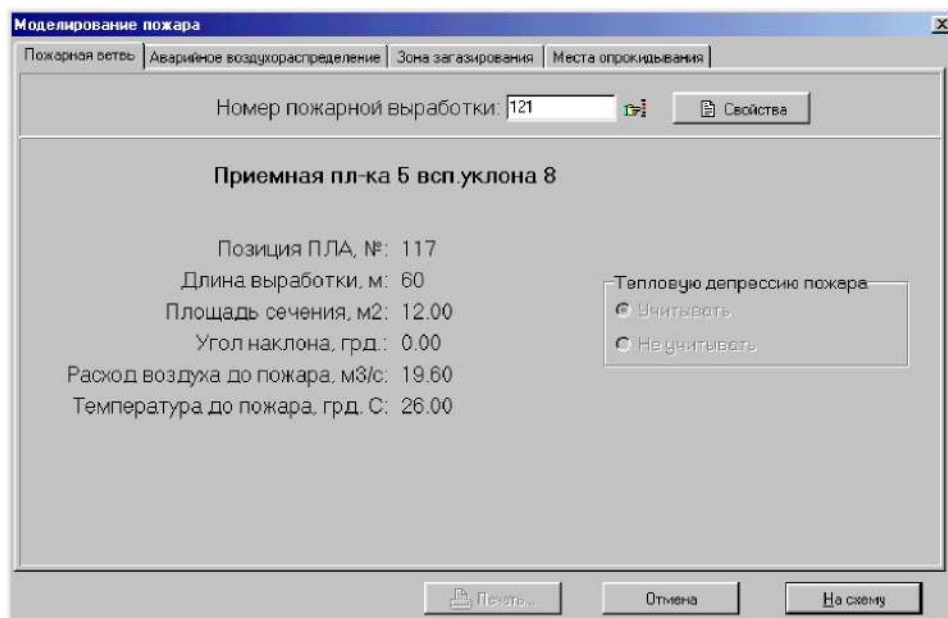 Моделирование пожара
Пожарная ветвь Аварийное воздухораспределение Зона загазирования Места опрокидывания
Номер пожарной выработки: 121 Свойства
Приемная пл-ка 5 всп.уклона 8
Позиция ПЛА, №: 117
Длина выработки, м: 60
Площадь сечения, м2: 12.00
Угол наклона, грд.: 0.00
Расход воздуха до пожара, м3/с: 19.60
Температура до пожара, грд. С: 26.00
Тепловую депрессию пожара
Учитывать
Не учитывать
Печать... Отмена На схему